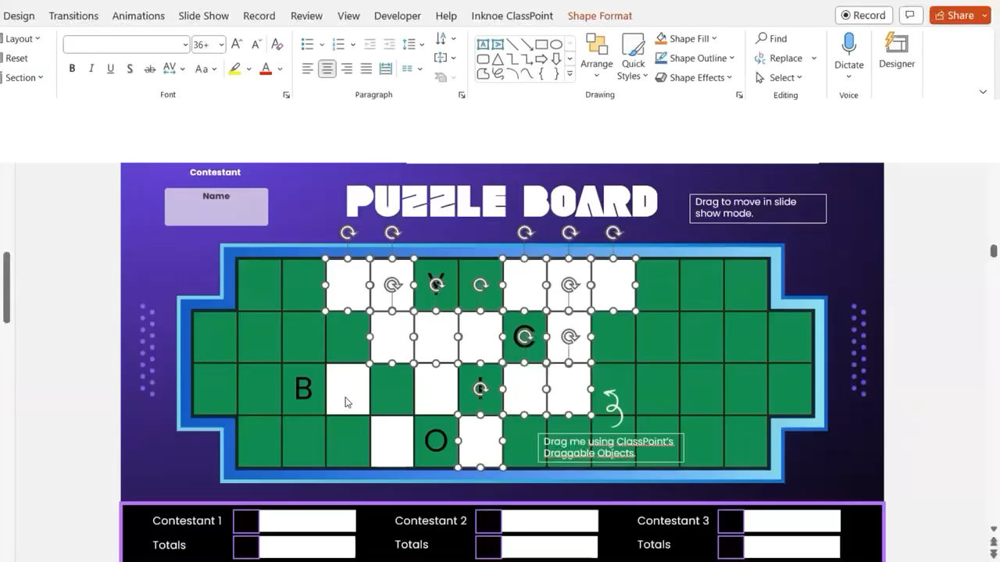 Design Transitions Animations Slide Show Record Review View Developer Help Inknoe ClassPoint Shape Format Record Share
Layout 36+ Shape Fill Find
Reset Arrange Quick Styles Shape Outline Replace Dictate Designer
Section B I U S ab AV Aa A Shape Effects Select
Font Paragraph Drawing Editing Voice
Contestant
Name
PUZZLE BOARD
Drag to move in slide
show mode.
Y
C
B I
O
Drag me using ClassPoint's
Draggable Objects.
Contestant 1 Contestant 2 Contestant 3
Totals Totals Totals